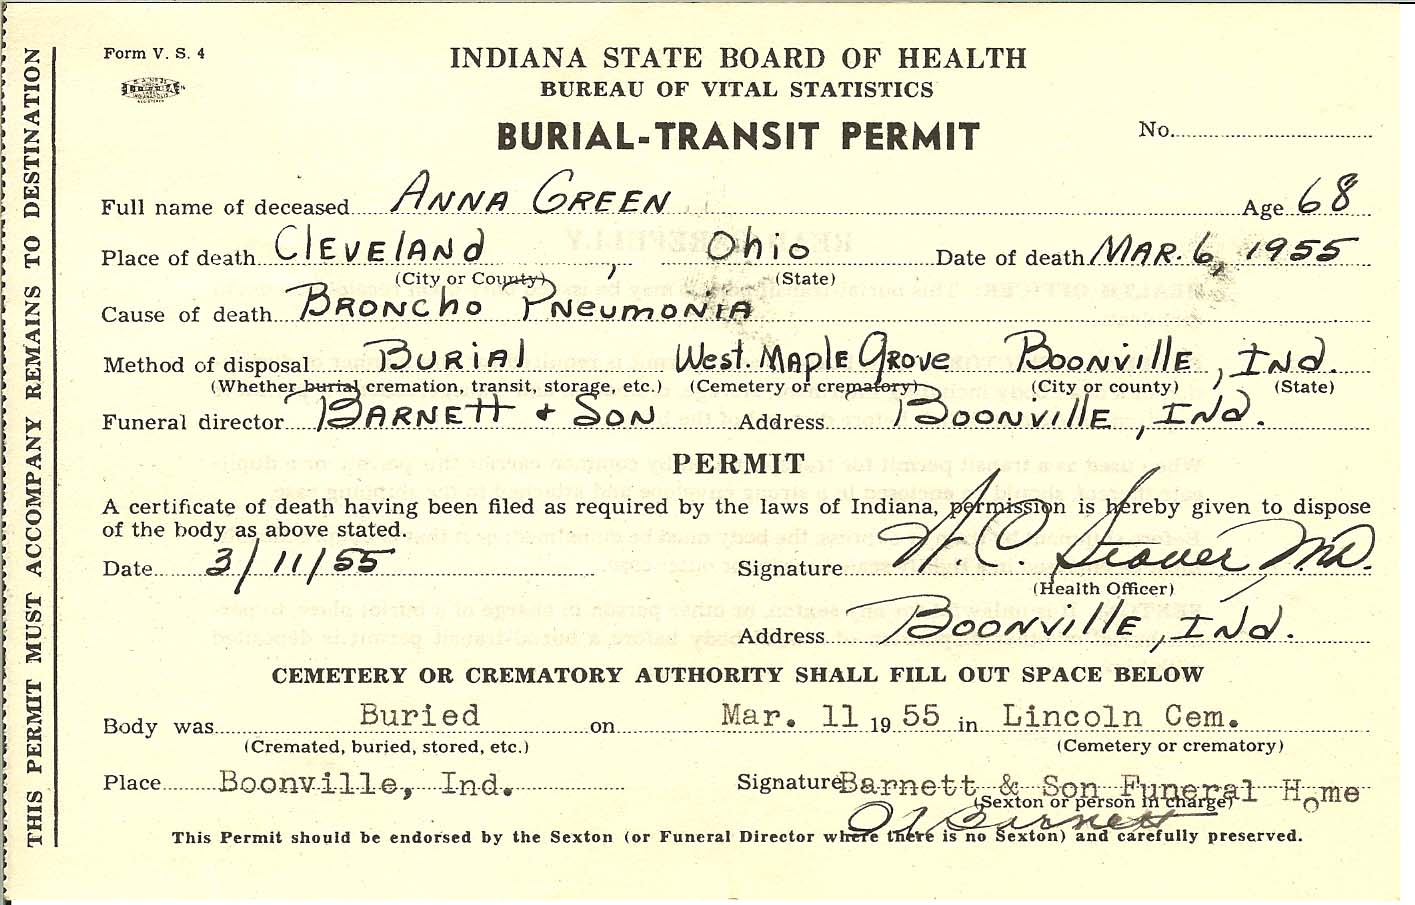 Form V. S. 4
INDIANA STATE BOARD OF HEALTH
BUREAU OF VITAL STATISTICS
BURIAL-TRANSIT PERMIT
No.
THIS PERMIT MUST ACCOMPANY REMAINS TO DESTINATION
Full name of deceased ANNA GREEN Age 68
Place of death CLEVELAND, Ohio Date of death MAR. 6, 1955
(City or County) (State)
Cause of death BRONCHO PNEUMONIA
Method of disposal BURIAL West MAPLE GROVE BOONVILLE, IND.
(Whether burial cremation, transit, storage, etc.) (Cemetery or crematory) (City or county) (State)
Funeral director BARNETT + SON Address BOONVILLE, IND.
PERMIT
A certificate of death having been filed as required by the laws of Indiana, permission is hereby given to dispose
of the body as above stated.
Date 3/11/55 Signature M.D.
(Health Officer)
Address BOONVILLE, IND.
CEMETERY OR CREMATORY AUTHORITY SHALL FILL OUT SPACE BELOW
Body was Buried on Mar. 11 19 55 in Lincoln Cem.
(Cremated, buried, stored, etc.) (Cemetery or crematory)
Place Boonville, Ind. Signature Barnett & Son Funeral Home
(Sexton or person in charge)
Barnett
This Permit should be endorsed by the Sexton (or Funeral Director where there is no Sexton) and carefully preserved.